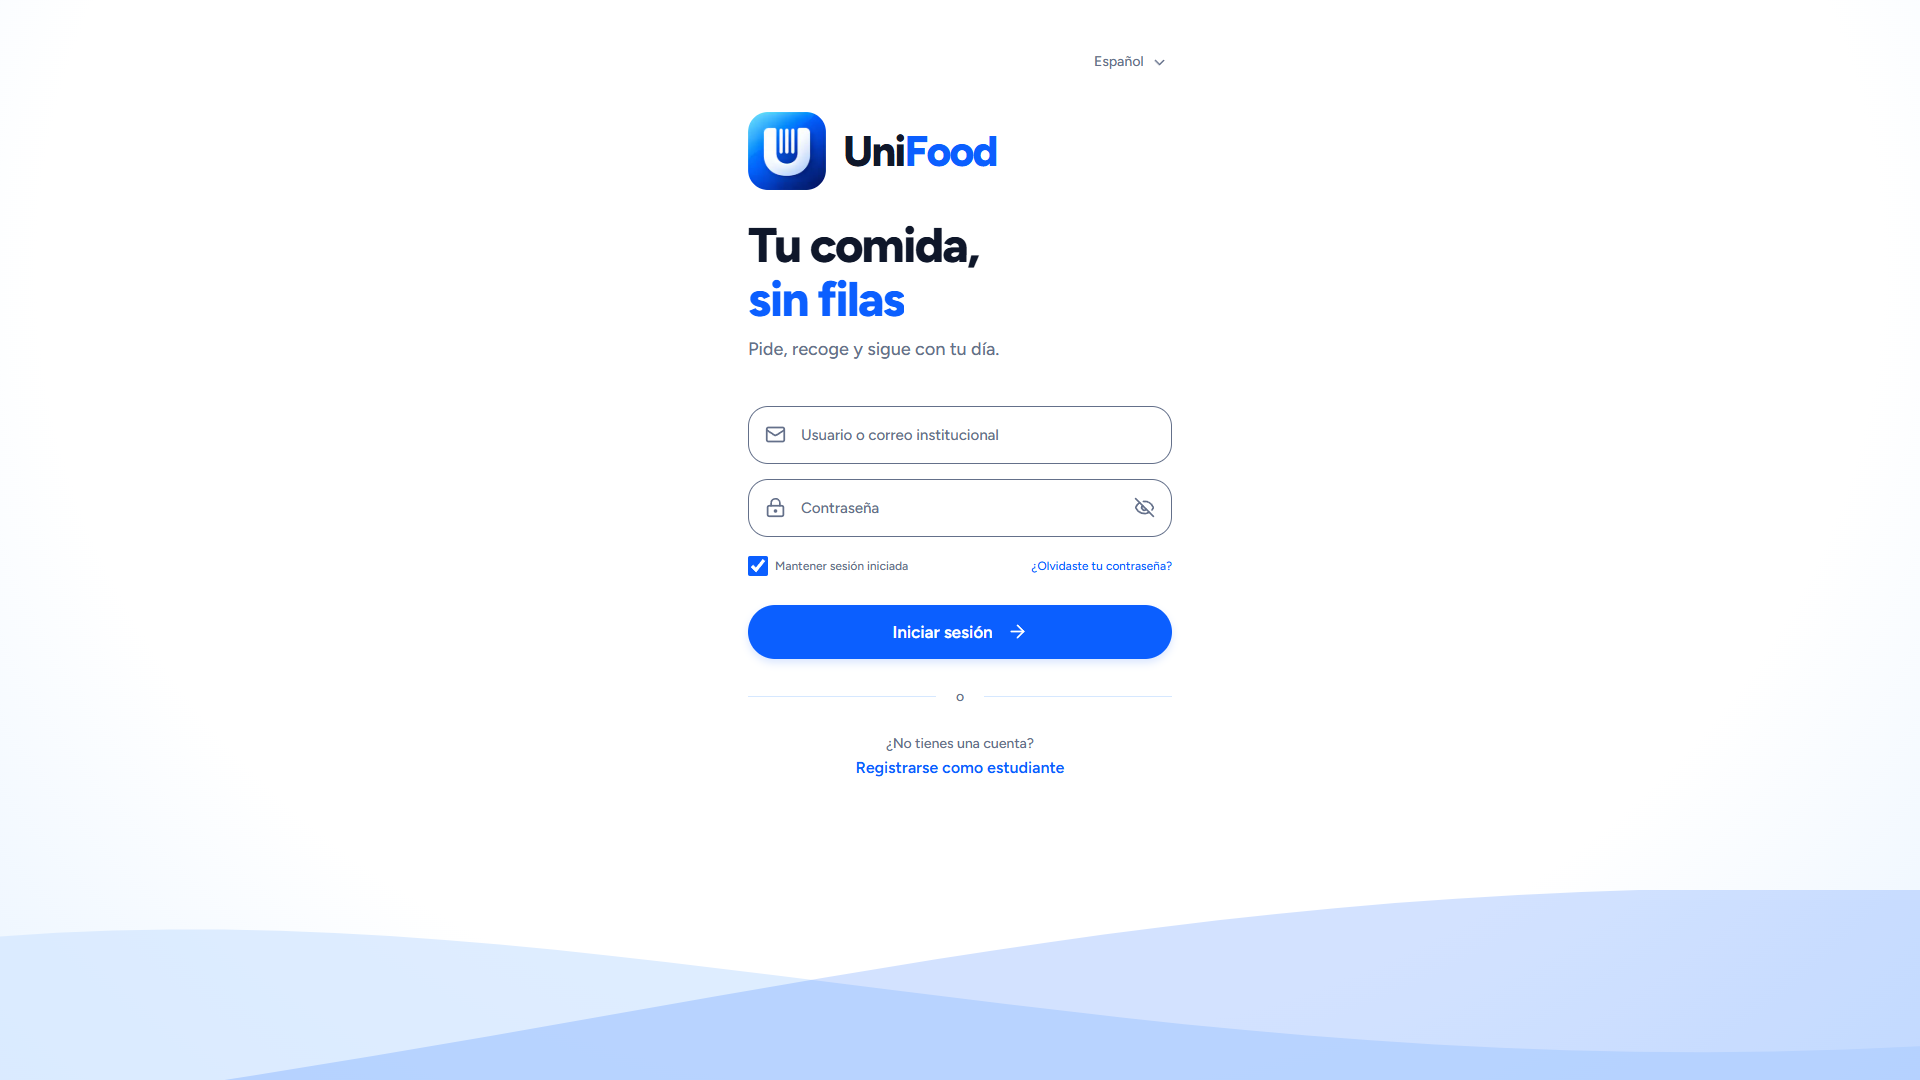 Español
UniFood
Tu comida,
sin filas
Pide, recoge y sigue con tu día.
Usuario o correo institucional
Contraseña
Mantener sesión iniciada
¿Olvidaste tu contraseña?
Iniciar sesión
o
¿No tienes una cuenta?
Registrarse como estudiante